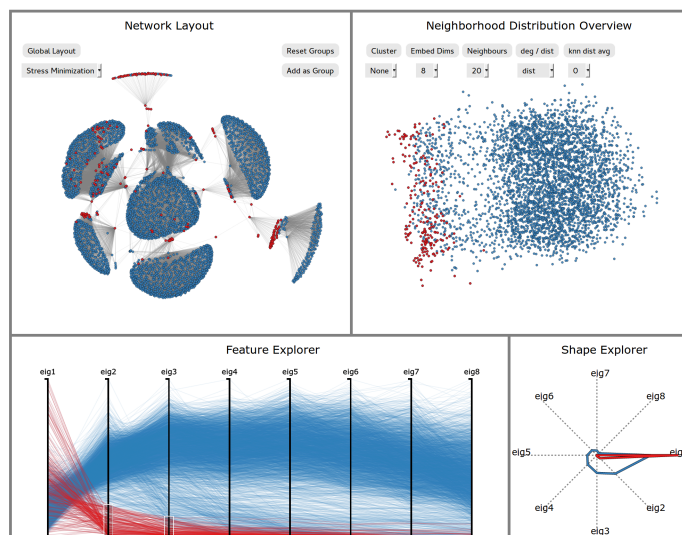 Network Layout
Global Layout
Reset Groups
Stress Minimization
Add as Group
Neighborhood Distribution Overview
Cluster Embed Dims Neighbours deg / dist knn dist avg
None 8 20 dist 0
Feature Explorer
eig1 eig2 eig3 eig4 eig5 eig6 eig7 eig8
Shape Explorer
eig7
eig6 eig8
eig5
eig4 eig2
eig3